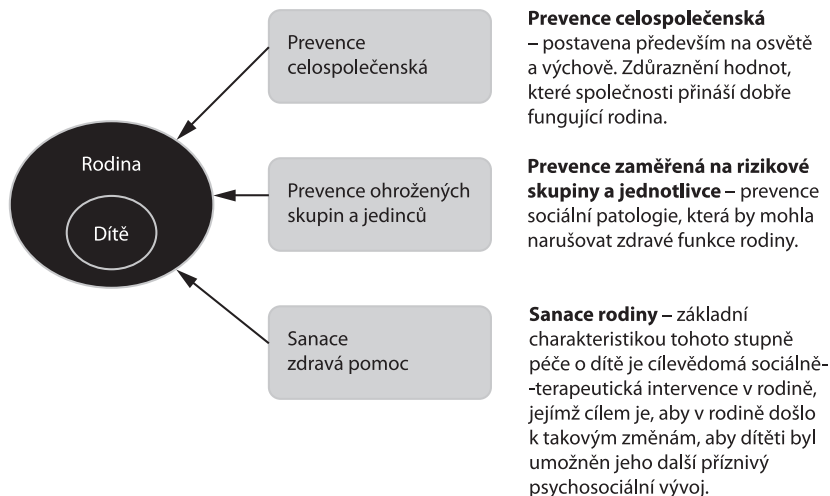 Rodina
Dítě
Prevence
celospolečenská
Prevence celospolečenská
– postavena především na osvětě
a výchově. Zdůraznění hodnot,
které společnosti přináší dobře
fungující rodina.
Prevence ohrožených
skupin a jedinců
Prevence zaměřená na rizikové
skupiny a jednotlivce – prevence
sociální patologie, která by mohla
narušovat zdravé funkce rodiny.
Sanace
zdravá pomoc
Sanace rodiny – základní
charakteristikou tohoto stupně
péče o dítě je cílevědomá sociálně-
-terapeutická intervence v rodině,
jejímž cílem je, aby v rodině došlo
k takovým změnám, aby dítěti byl
umožněn jeho další příznivý
psychosociální vývoj.